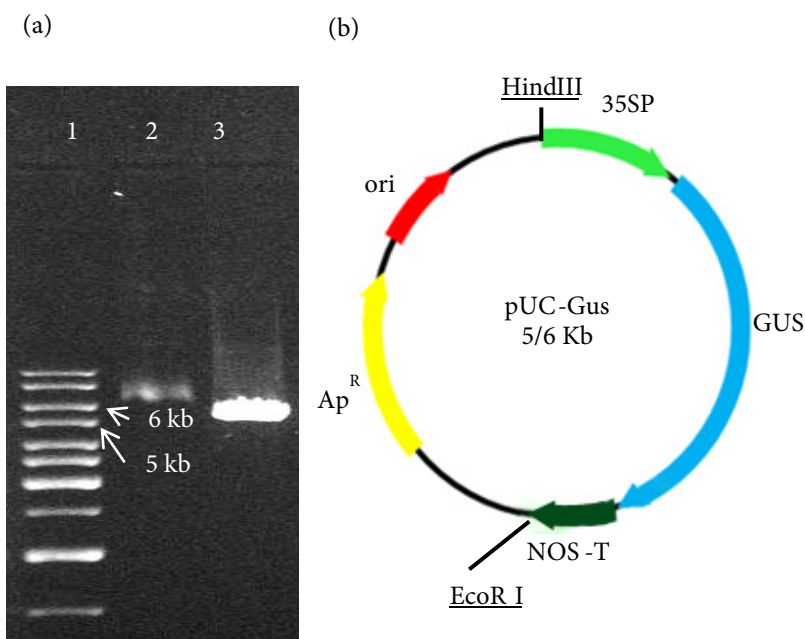 (a)
1 2 3
6 kb
5 kb
(b)
HindIII
35SP
ori
pUC-Gus
5/6 Kb
GUS
Ap R
NOS -T
EcoR I